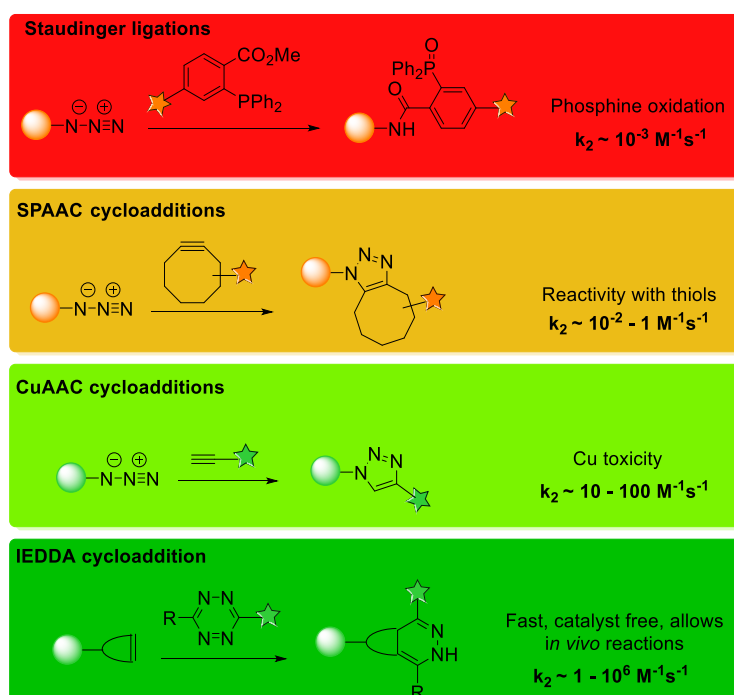 Staudinger ligations
CO2Me
PPh2
N-N≡N
⊖ ⊕
O
Ph2P
O
NH
Phosphine oxidation
k2 ~ 10-3 M-1s-1
SPAAC cycloadditions
⊖ ⊕
N-N≡N
N=N
N
Reactivity with thiols
k2 ~ 10-2 - 1 M-1s-1
CuAAC cycloadditions
⊖ ⊕
N-N≡N
N=N
N
Cu toxicity
k2 ~ 10 - 100 M-1s-1
IEDDA cycloaddition
N-N
R
N=N
N
NH
R
Fast, catalyst free, allows
in vivo reactions
k2 ~ 1 - 106 M-1s-1